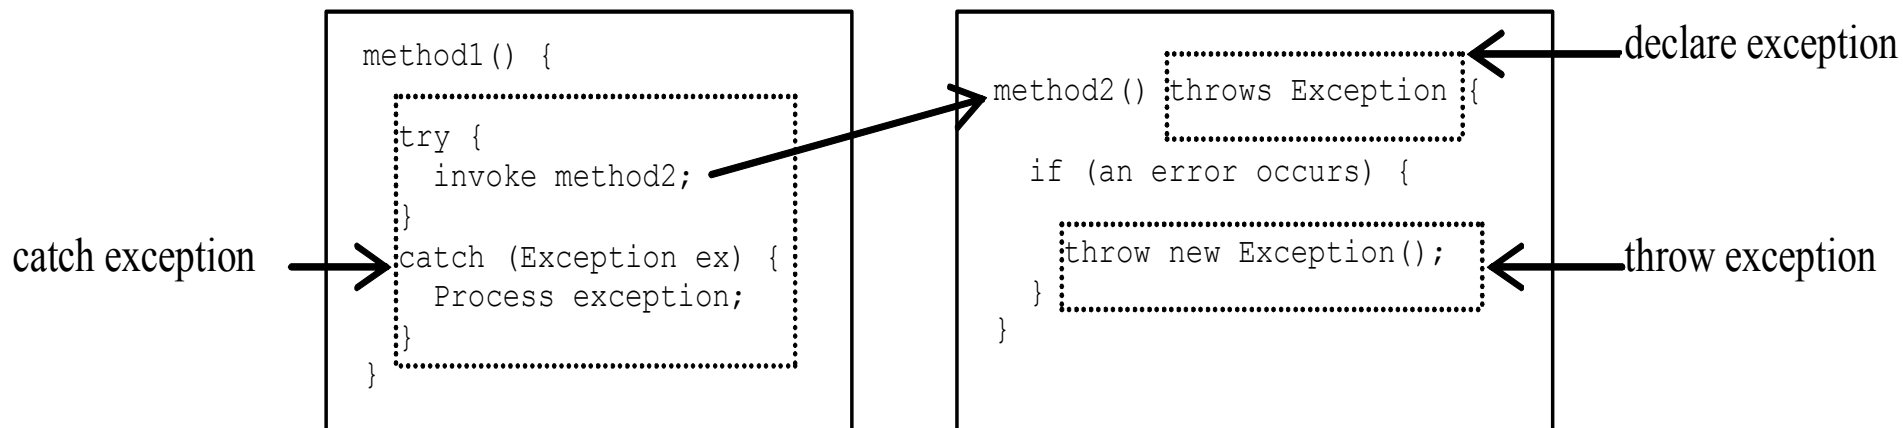 catch exception
method1() {
try {
invoke method2;
}
catch (Exception ex) {
Process exception;
}
}
method2() throws Exception {
if (an error occurs) {
throw new Exception();
}
}
declare exception
throw exception